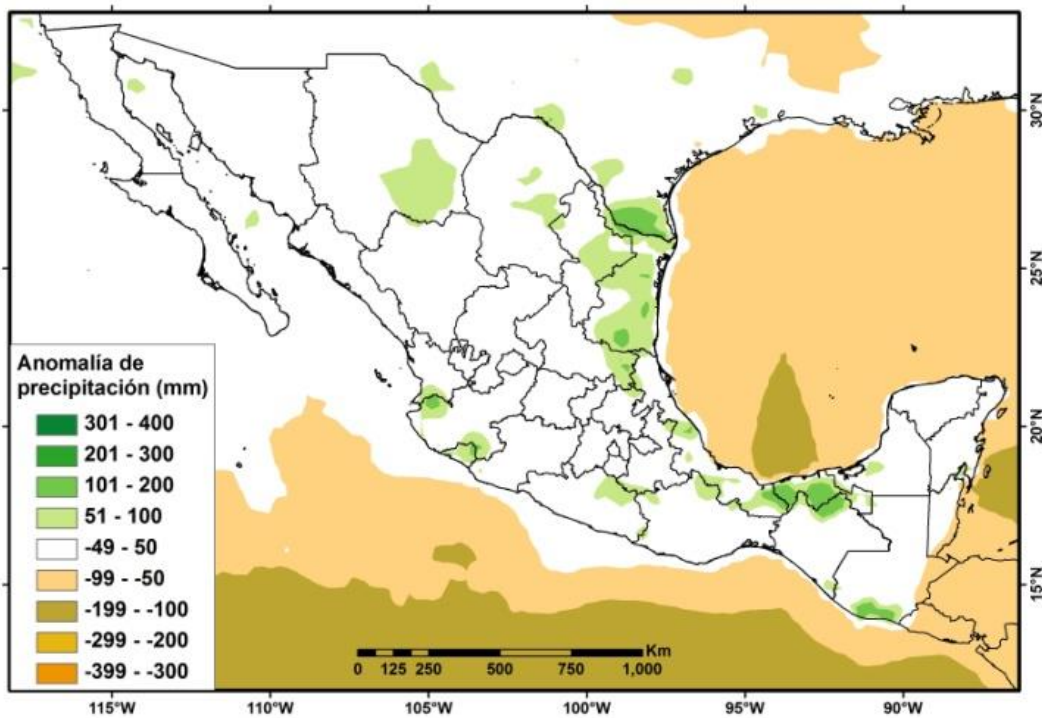 30°N
25°N
20°N
15°N
Anomalía de
precipitación (mm)
301 - 400
201 - 300
101 - 200
51 - 100
-49 - 50
-99 - -50
-199 - -100
-299 - -200
-399 - -300
Km
0 125 250 500 750 1,000
115°W 110°W 105°W 100°W 95°W 90°W